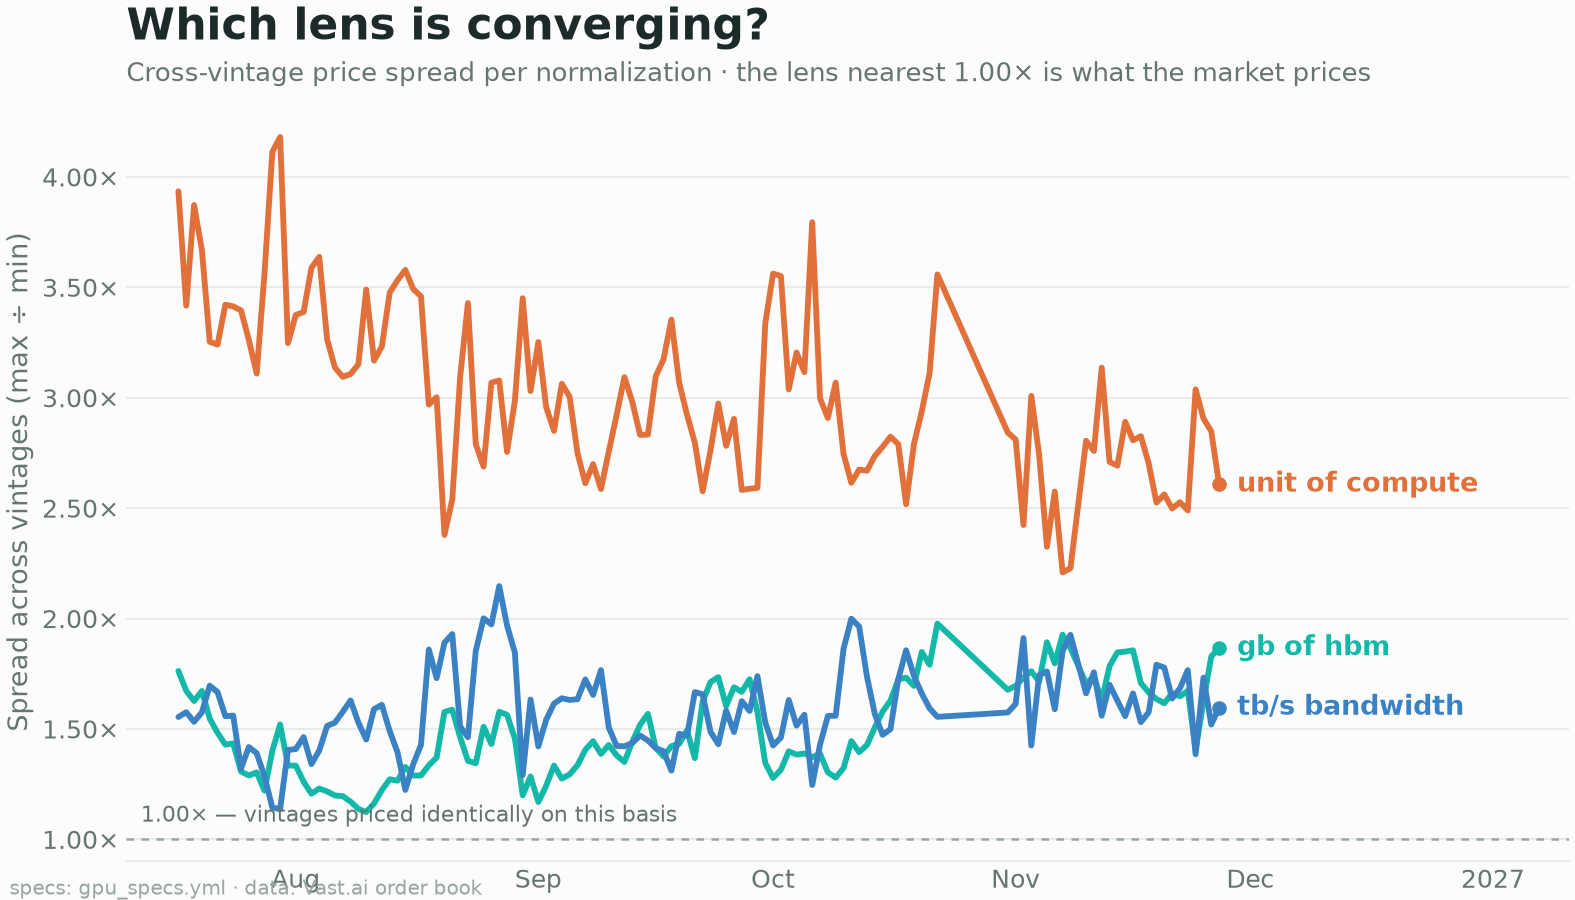 Which lens is converging?
Cross-vintage price spread per normalization · the lens nearest 1.00× is what the market prices
Spread across vintages (max ÷ min)
4.00×
3.50×
3.00×
2.50×
2.00×
1.50×
1.00×
unit of compute
gb of hbm
tb/s bandwidth
1.00× — vintages priced identically on this basis
Aug
Sep
Oct
Nov
Dec
2027
specs: gpu_specs.yml · data: Vast.ai order book